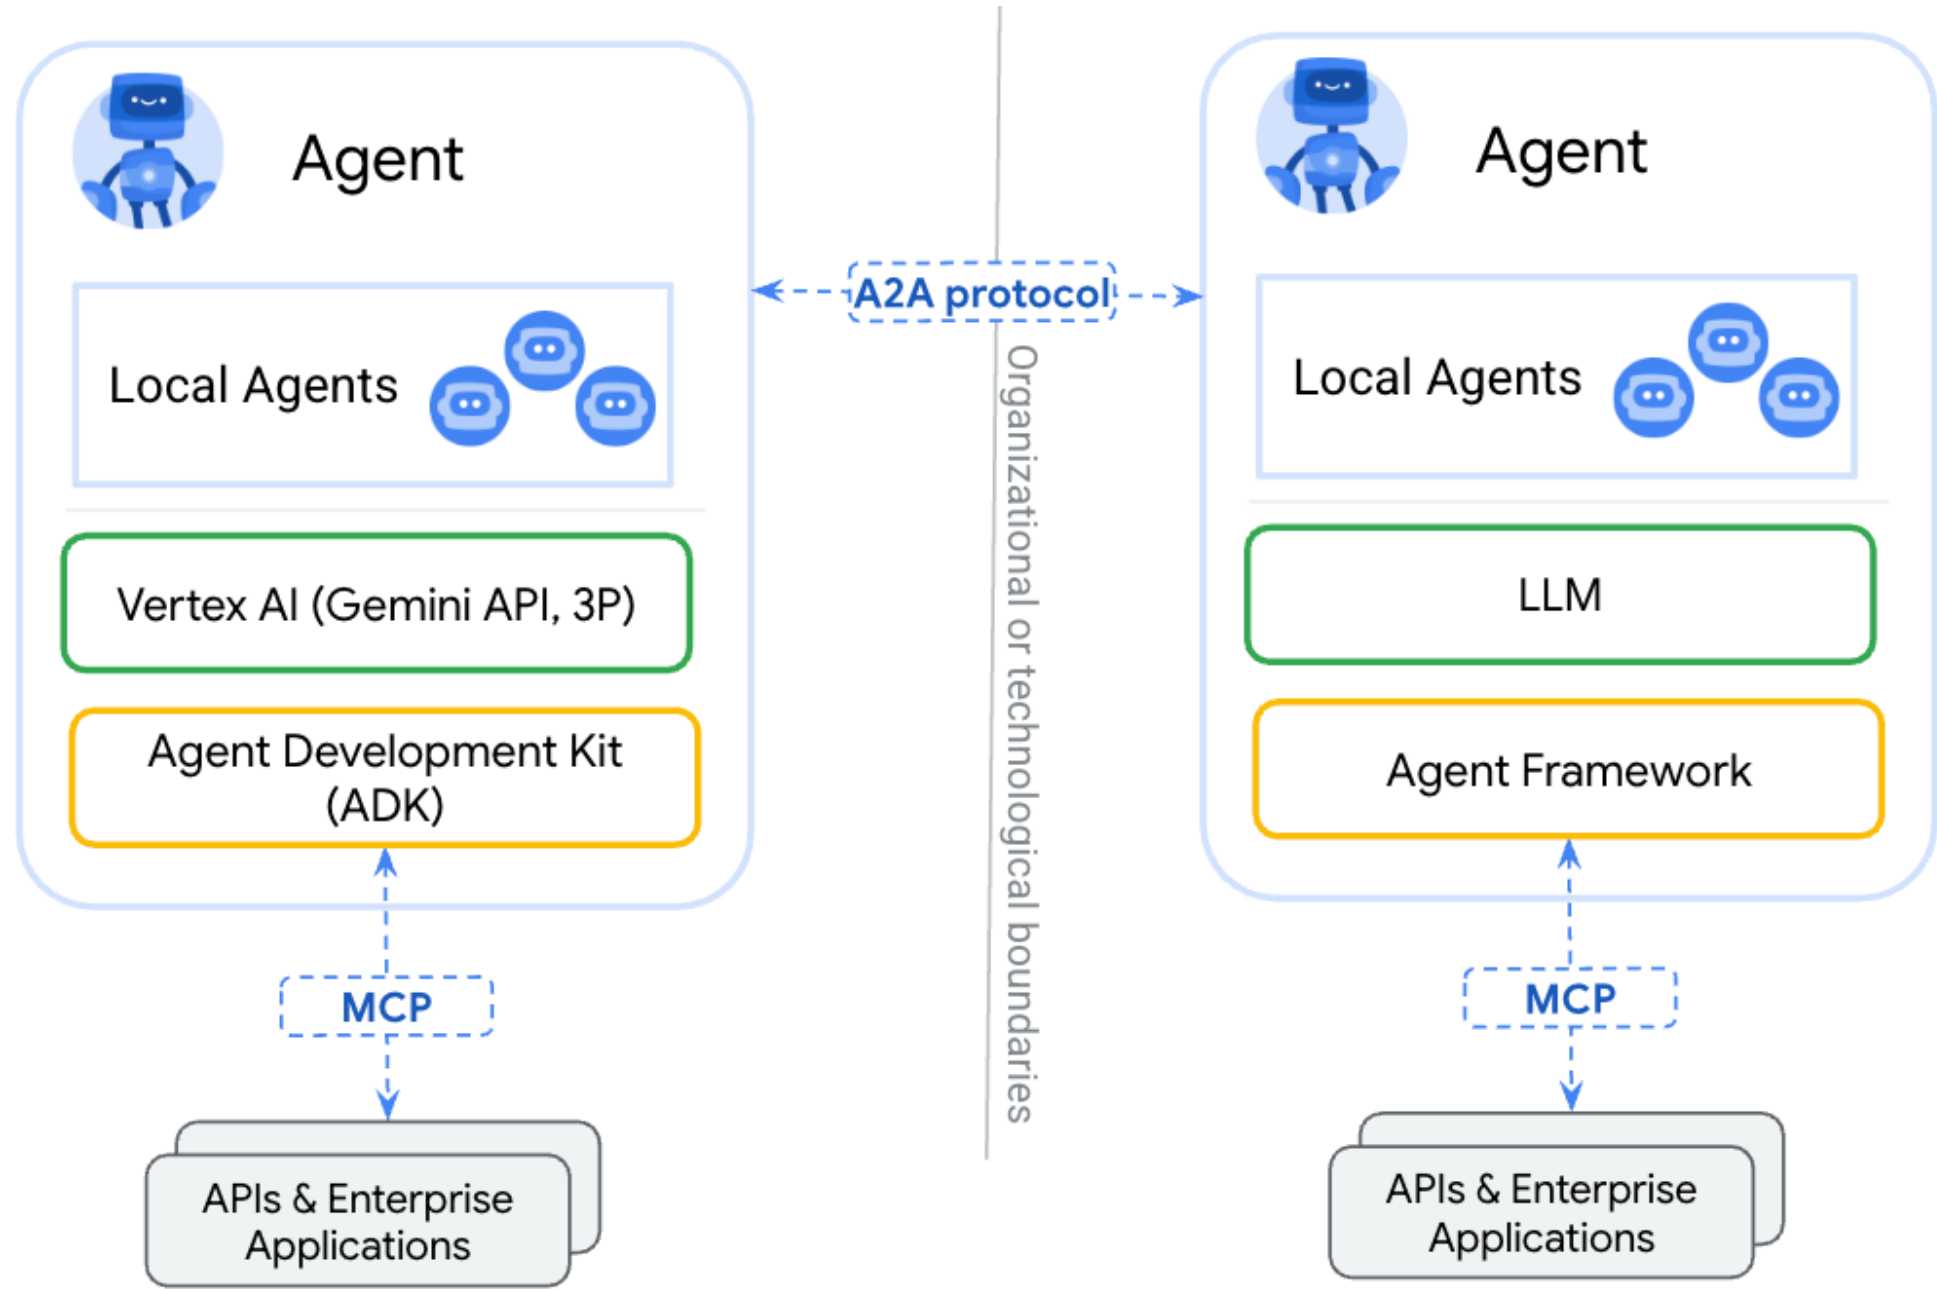 Agent
Local Agents
Vertex AI (Gemini API, 3P)
Agent Development Kit
(ADK)
MCP
APIs & Enterprise
Applications
A2A protocol
Organizational or technological boundaries
Agent
Local Agents
LLM
Agent Framework
MCP
APIs & Enterprise
Applications